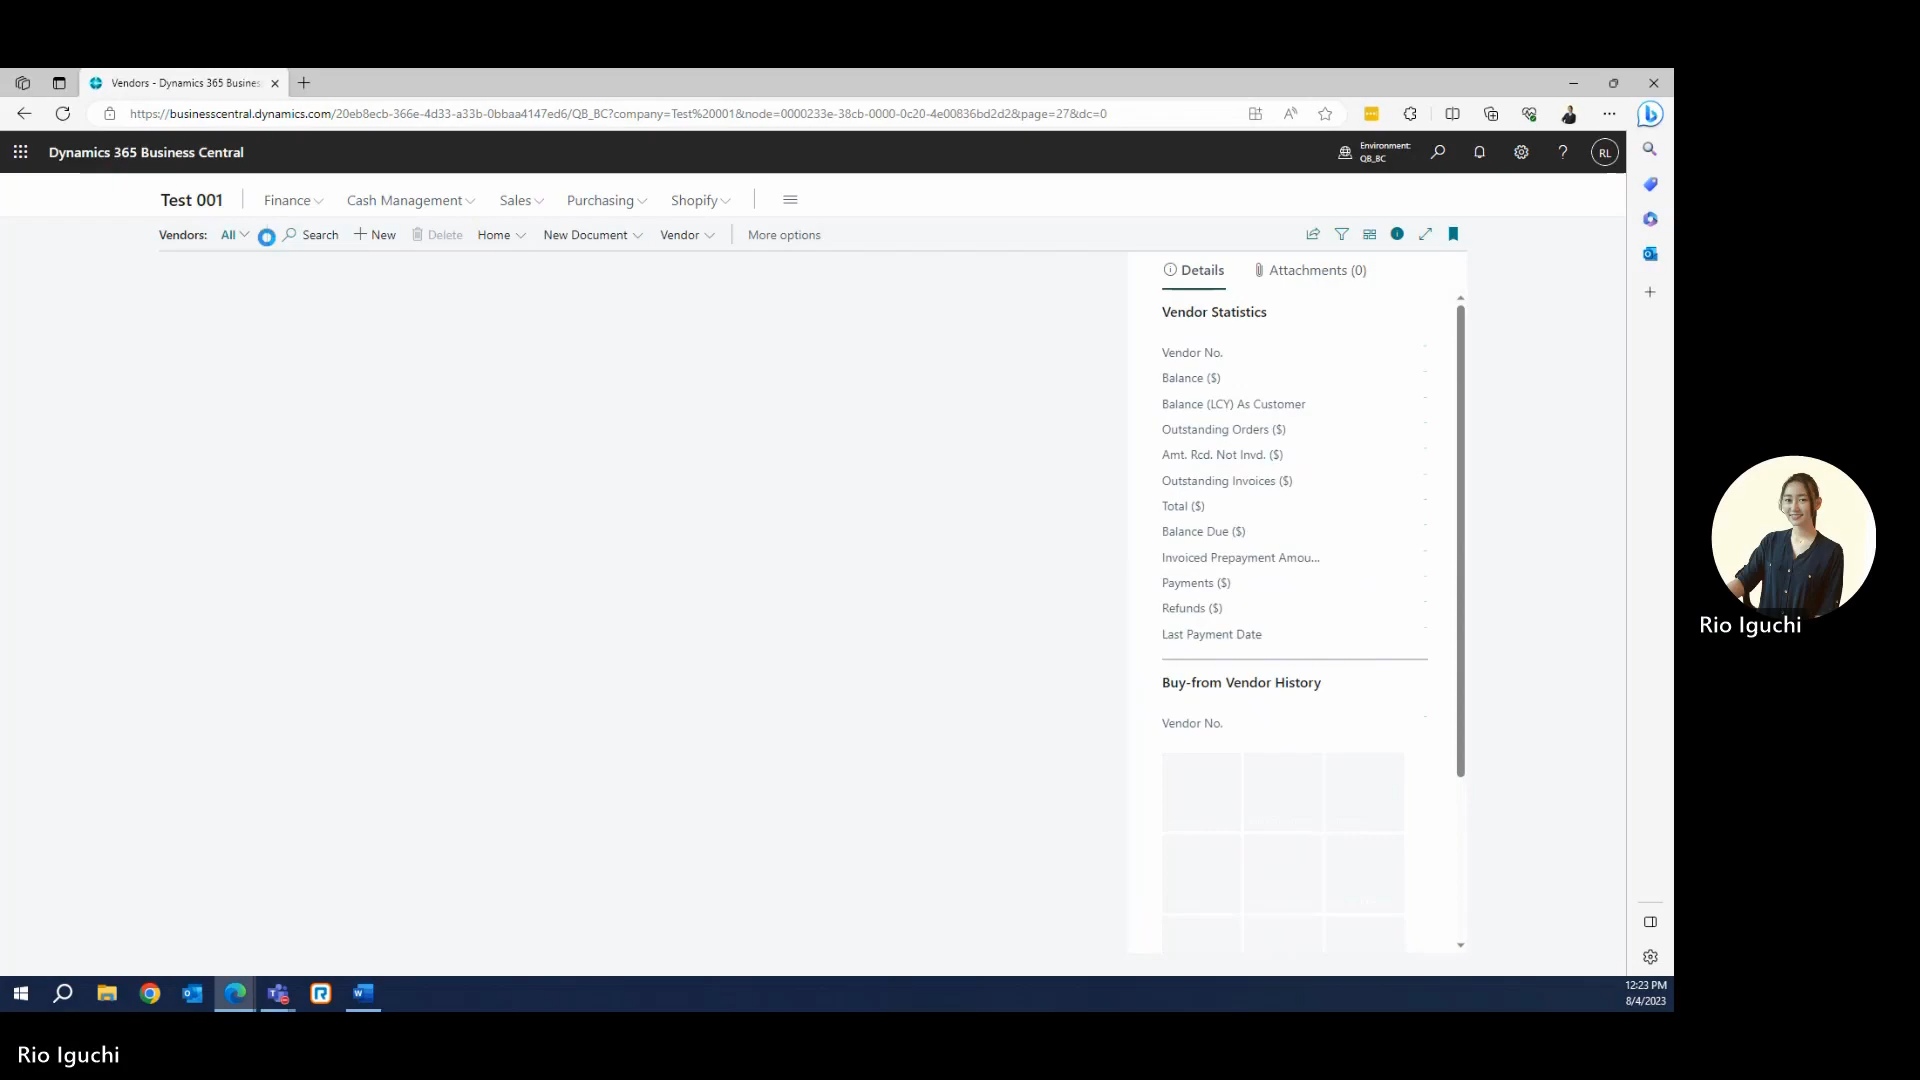 Vendors - Dynamics 365 Busines
https://businesscentral.dynamics.com/20eb8ecb-366e-4d33-a33b-0bbaa4147ed6/QB_BC?company=Test%20001&node=0000233e-38cb-0000-0c20-4e00836bd2d2&page=27&dc=0
Dynamics 365 Business Central
Environment:
QB_BC
RL
Test 001 Finance Cash Management Sales Purchasing Shopify
Vendors: All Search New Delete Home New Document Vendor More options
Details Attachments (0)
Vendor Statistics
Vendor No.
Balance ($)
Balance (LCY) As Customer
Outstanding Orders ($)
Amt. Rcd. Not Invd. ($)
Outstanding Invoices ($)
Total ($)
Balance Due ($)
Invoiced Prepayment Amou...
Payments ($)
Refunds ($)
Last Payment Date
Buy-from Vendor History
Vendor No.
Rio Iguchi
12:23 PM
8/4/2023
Rio Iguchi